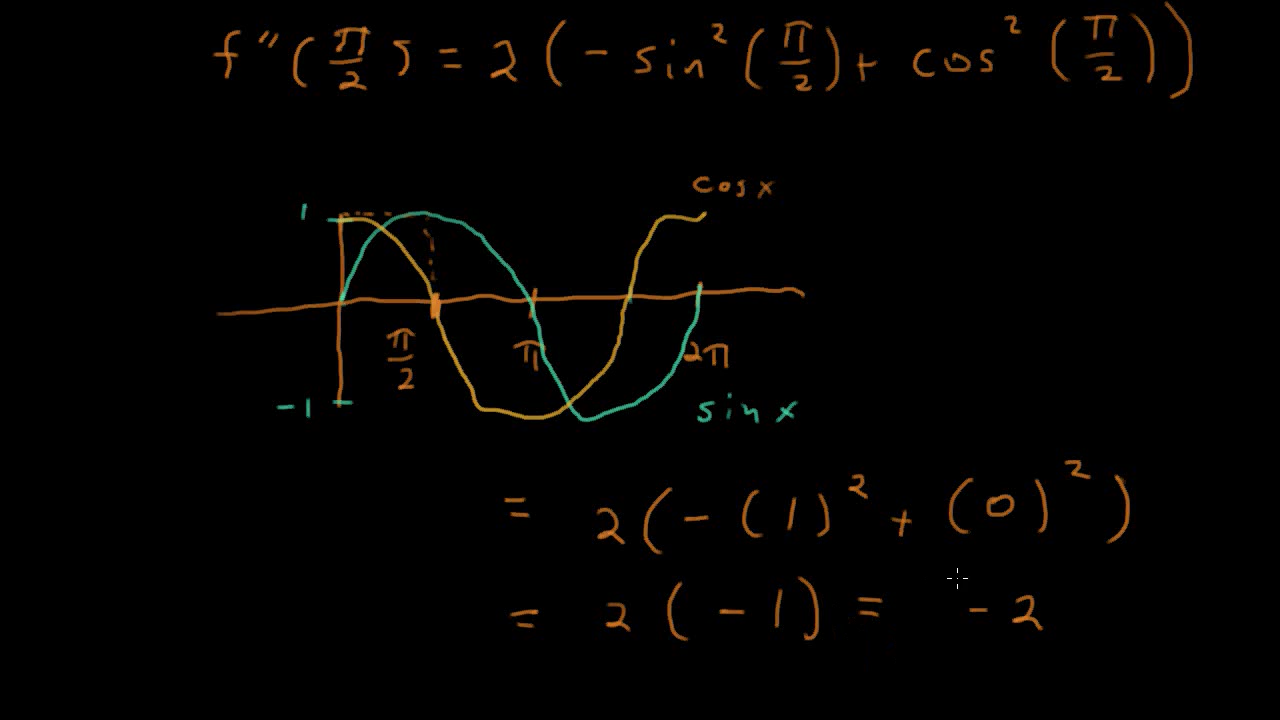 f''(π/2) = 2(-sin²(π/2) + cos²(π/2))
cos x
1
π/2
π
2π
-1
sin x
= 2(-(1)² + (0)²)
= 2(-1) = -2